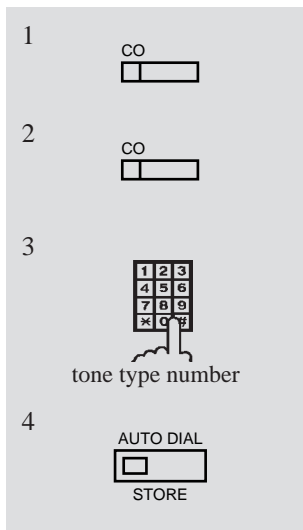 1
CO
2
CO
3
1 2 3
4 5 6
7 8 9
* 0 #
tone type number
4
AUTO DIAL
STORE